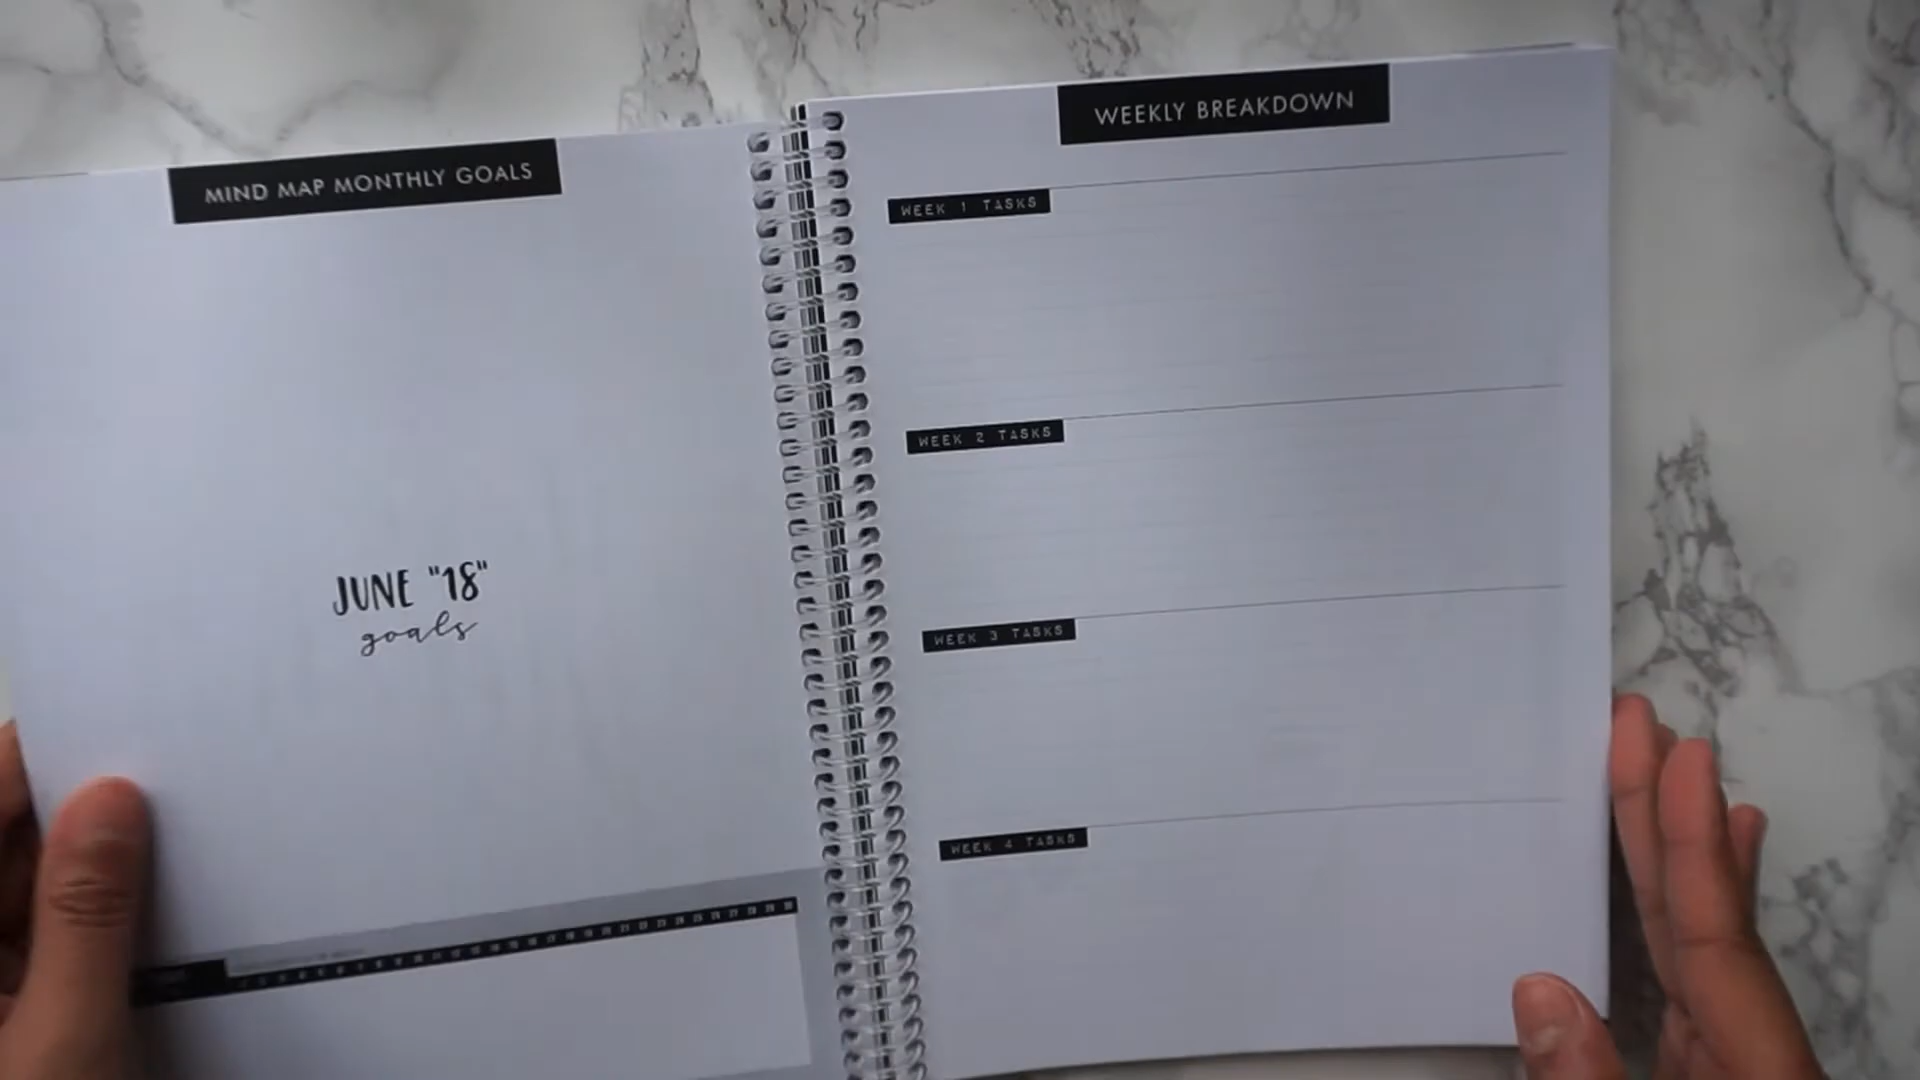 MIND MAP MONTHLY GOALS
JUNE "18"
goals
WEEKLY BREAKDOWN
WEEK 1 TASKS
WEEK 2 TASKS
WEEK 3 TASKS
WEEK 4 TASKS